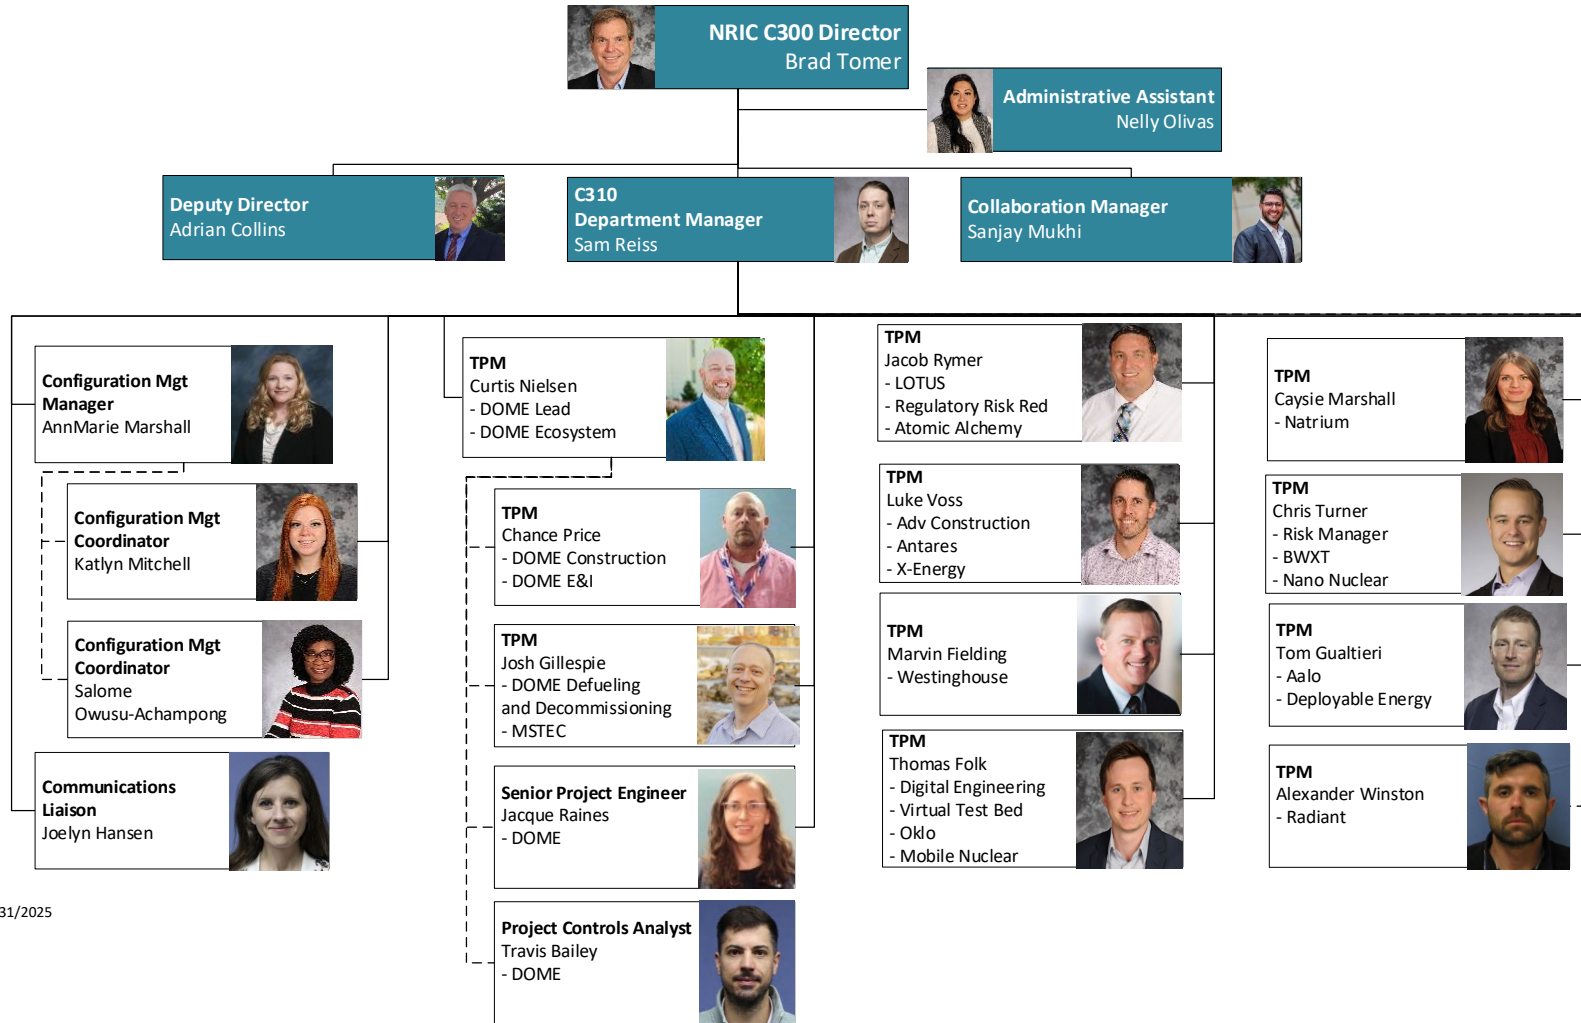 NRIC C300 Director
Brad Tomer
Administrative Assistant
Nelly Olivas
Deputy Director
Adrian Collins
C310
Department Manager
Sam Reiss
Collaboration Manager
Sanjay Mukhi
Configuration Mgt
Manager
AnnMarie Marshall
Configuration Mgt
Coordinator
Katlyn Mitchell
Configuration Mgt
Coordinator
Salome
Owusu-Achampong
Communications
Liaison
Joelyn Hansen
TPM
Curtis Nielsen
- DOME Lead
- DOME Ecosystem
TPM
Chance Price
- DOME Construction
- DOME E&I
TPM
Josh Gillespie
- DOME Defueling
and Decommissioning
- MSTEC
Senior Project Engineer
Jacque Raines
- DOME
Project Controls Analyst
Travis Bailey
- DOME
TPM
Jacob Rymer
- LOTUS
- Regulatory Risk Red
- Atomic Alchemy
TPM
Luke Voss
- Adv Construction
- Antares
- X-Energy
TPM
Marvin Fielding
- Westinghouse
TPM
Thomas Folk
- Digital Engineering
- Virtual Test Bed
- Oklo
- Mobile Nuclear
TPM
Caysie Marshall
- Natrium
TPM
Chris Turner
- Risk Manager
- BWXT
- Nano Nuclear
TPM
Tom Gualtieri
- Aalo
- Deployable Energy
TPM
Alexander Winston
- Radiant
31/2025